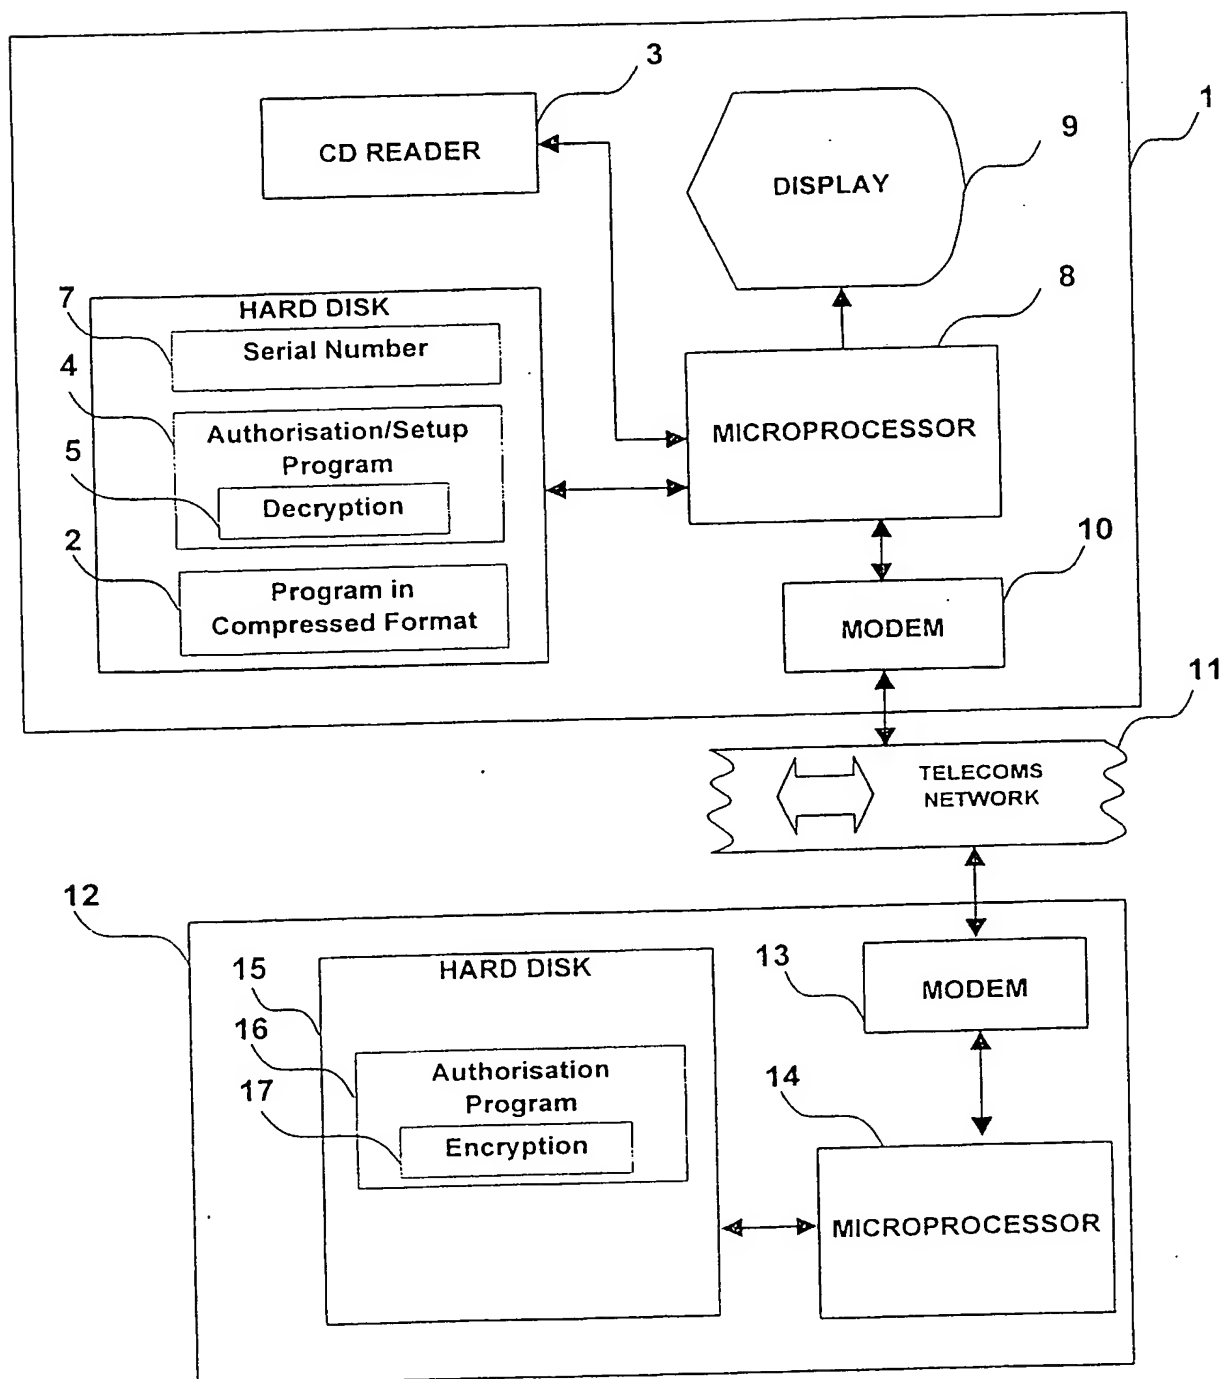 3
1
CD READER
9
DISPLAY
8
7
HARD DISK
Serial Number
4
Authorisation/Setup
Program
5
Decryption
MICROPROCESSOR
2
Program in
Compressed Format
10
MODEM
11
TELECOMS
NETWORK
12
15
HARD DISK
13
MODEM
16
Authorisation
Program
17
Encryption
14
MICROPROCESSOR